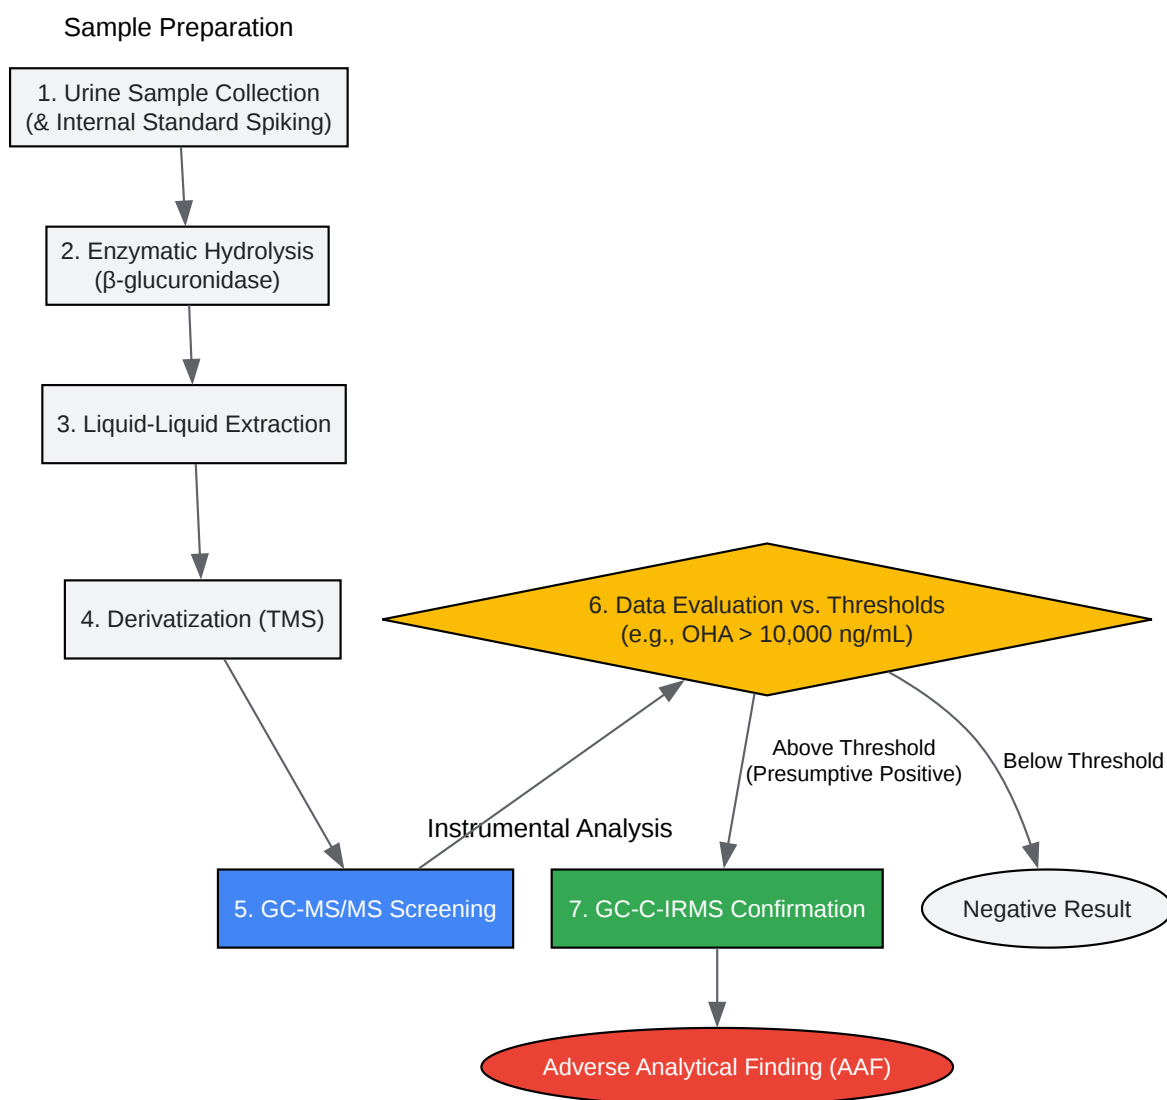 Sample Preparation
1. Urine Sample Collection
(& Internal Standard Spiking)
2. Enzymatic Hydrolysis
(β-glucuronidase)
3. Liquid-Liquid Extraction
4. Derivatization (TMS)
6. Data Evaluation vs. Thresholds
(e.g., OHA > 10,000 ng/mL)
Above Threshold
(Presumptive Positive)
Below Threshold
Instrumental Analysis
5. GC-MS/MS Screening
7. GC-C-IRMS Confirmation
Negative Result
Adverse Analytical Finding (AAF)